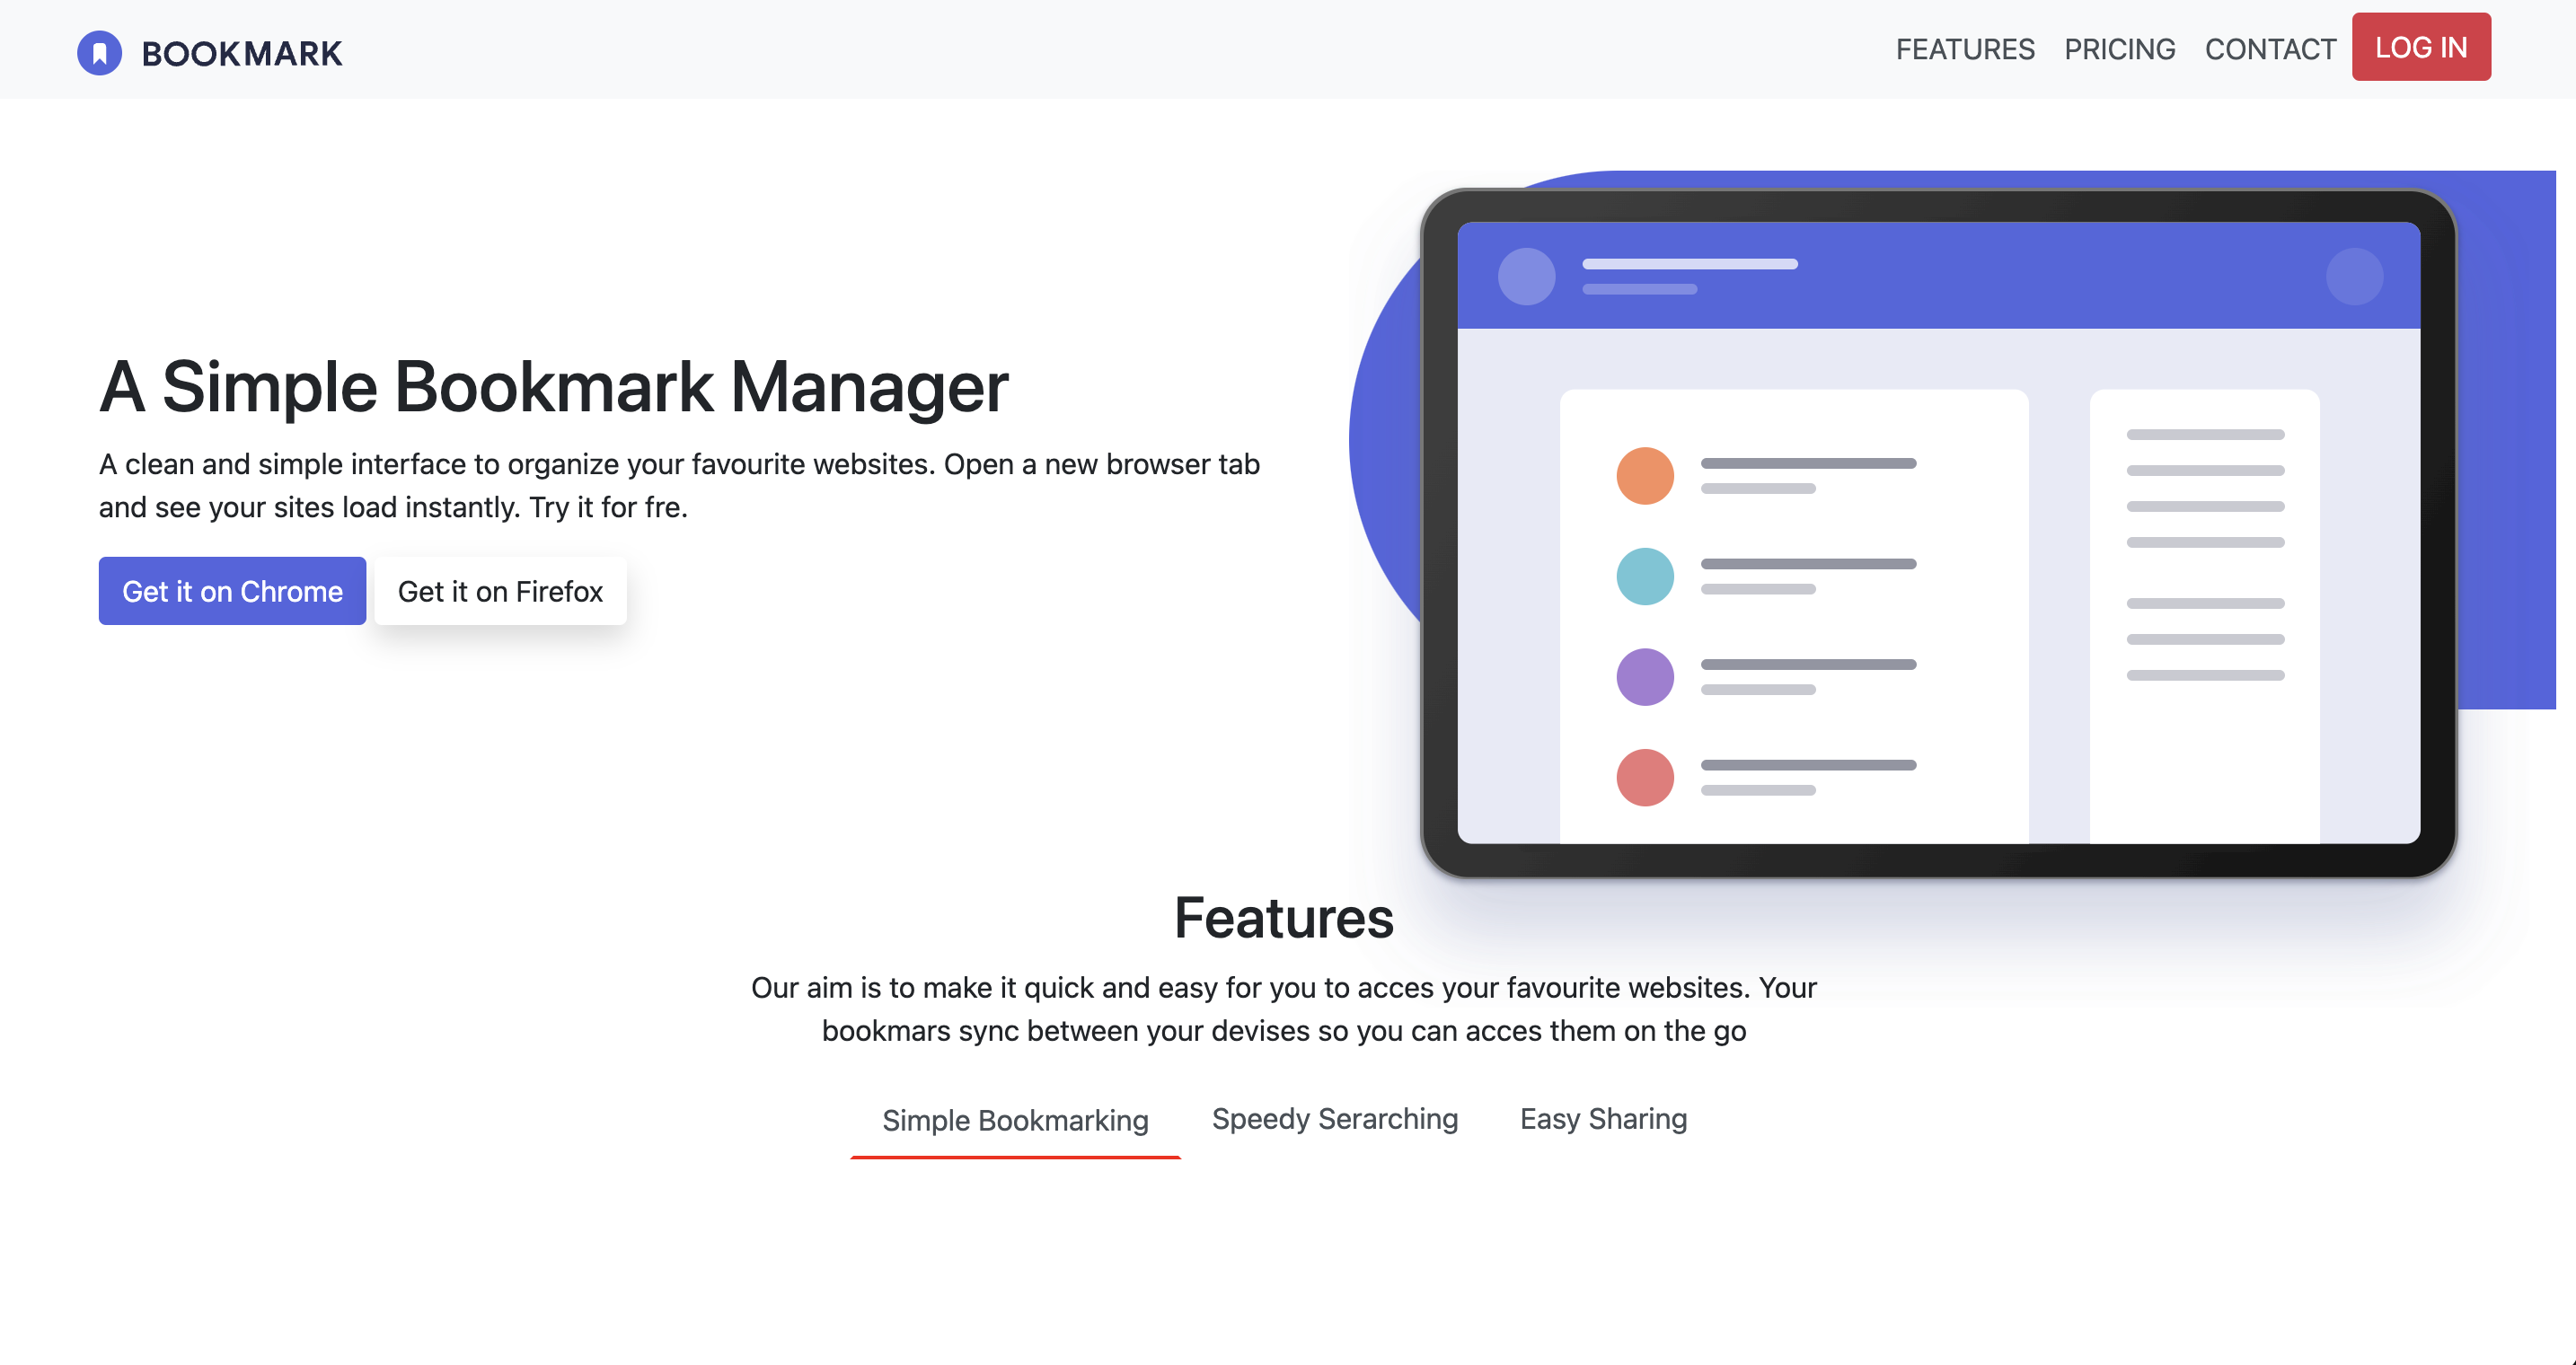 BOOKMARK
FEATURES PRICING CONTACT LOG IN
A Simple Bookmark Manager
A clean and simple interface to organize your favourite websites. Open a new browser tab
and see your sites load instantly. Try it for fre.
Get it on Chrome Get it on Firefox
Features
Our aim is to make it quick and easy for you to acces your favourite websites. Your
bookmars sync between your devises so you can acces them on the go
Simple Bookmarking Speedy Serarching Easy Sharing